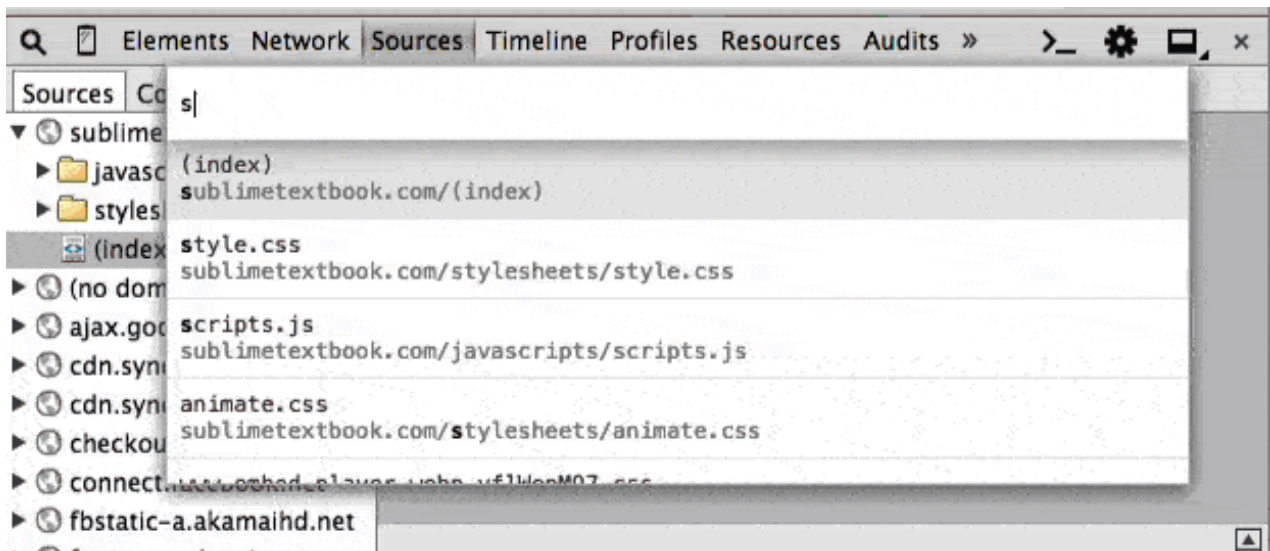 Elements Network Sources Timeline Profiles Resources Audits »
Sources Co
s
sublime
javasc
styles
(index
(no dom
ajax.goo
cdn.syn
cdn.syn
checkou
connect.
fbstatic-a.akamaihd.net
(index)
sublimetextbook.com/(index)
style.css
sublimetextbook.com/stylesheets/style.css
scripts.js
sublimetextbook.com/javascripts/scripts.js
animate.css
sublimetextbook.com/stylesheets/animate.css